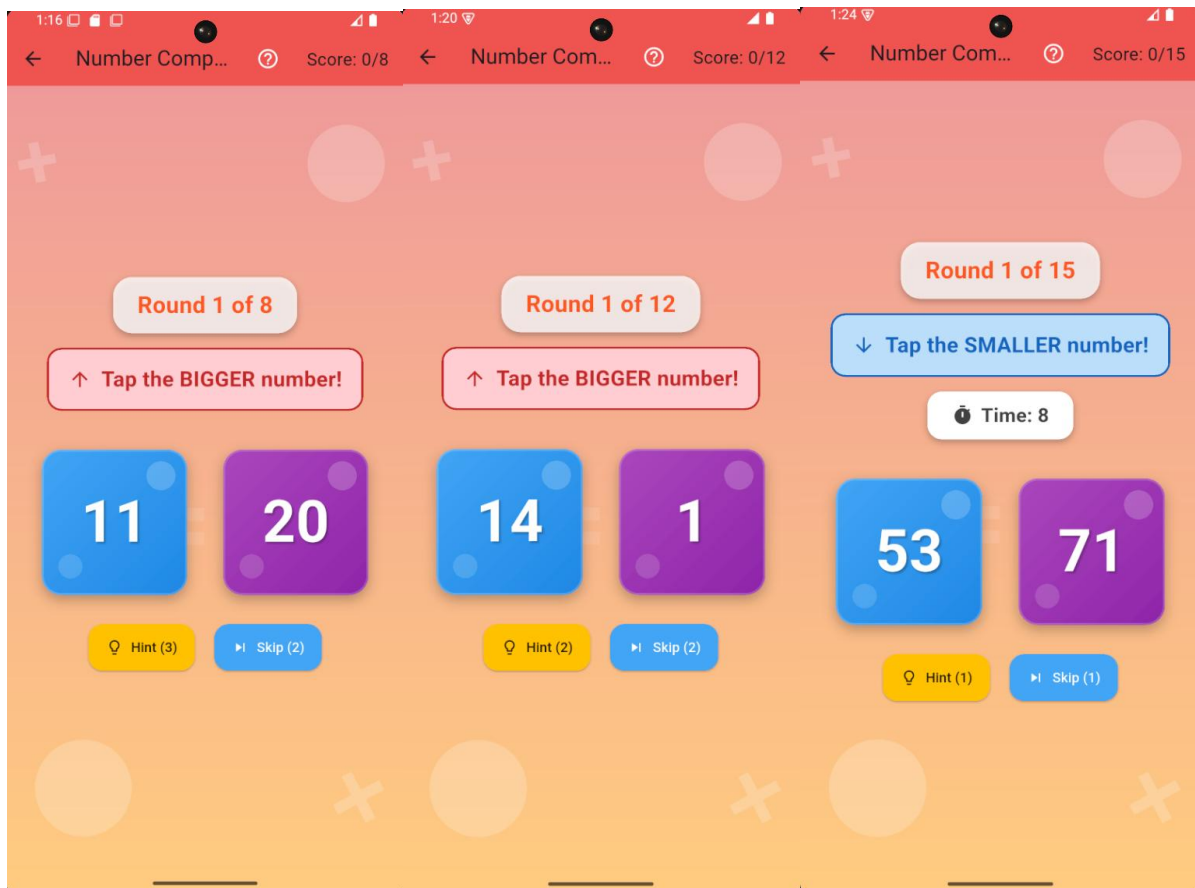 1:16
Number Comp... Score: 0/8
Round 1 of 8
↑ Tap the BIGGER number!
11 20
Hint (3) Skip (2)
1:20
Number Com... Score: 0/12
Round 1 of 12
↑ Tap the BIGGER number!
14 1
Hint (2) Skip (2)
1:24
Number Com... Score: 0/15
Round 1 of 15
↓ Tap the SMALLER number!
Time: 8
53 71
Hint (1) Skip (1)